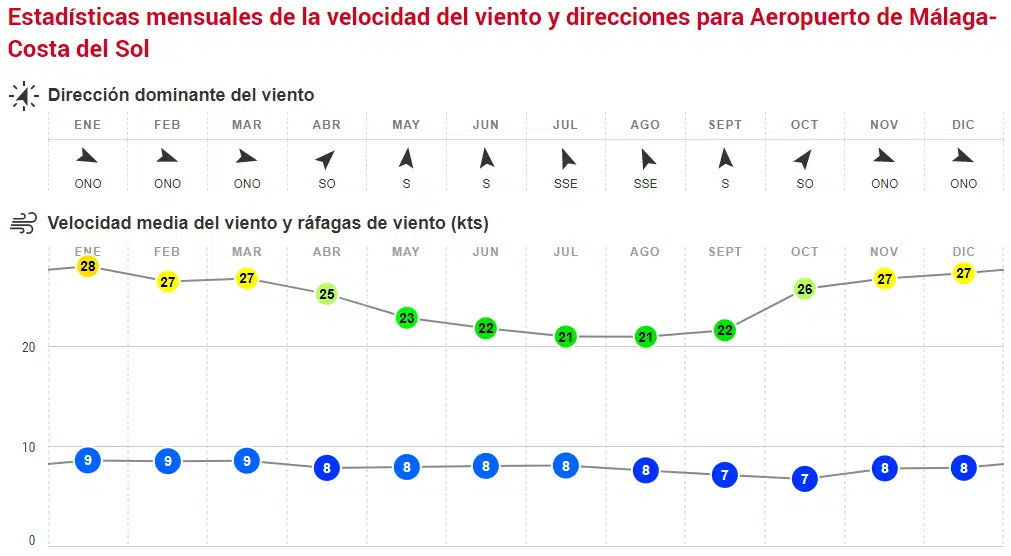 Estadísticas mensuales de la velocidad del viento y direcciones para Aeropuerto de Málaga-
Costa del Sol
Dirección dominante del viento
ENE FEB MAR ABR MAY JUN JUL AGO SEPT OCT NOV DIC
ONO ONO ONO SO S S SSE SSE S SO ONO ONO
Velocidad media del viento y ráfagas de viento (kts)
ENE FEB MAR ABR MAY JUN JUL AGO SEPT OCT NOV DIC
28 27 27 25 23 22 21 21 22 26 27 27
20
10
9 9 9 8 8 8 8 8 7 7 8 8
0